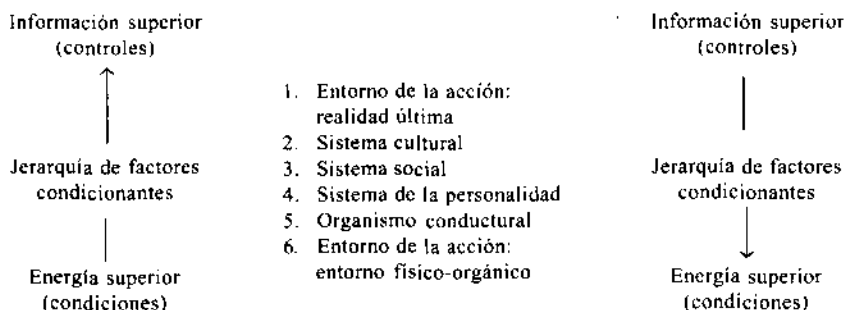 Información superior
(controles)
Jerarquía de factores
condicionantes
Energía superior
(condiciones)
1. Entorno de la acción:
realidad última
2. Sistema cultural
3. Sistema social
4. Sistema de la personalidad
5. Organismo conductural
6. Entorno de la acción:
entorno físico-orgánico
Información superior
(controles)
Jerarquía de factores
condicionantes
Energía superior
(condiciones)